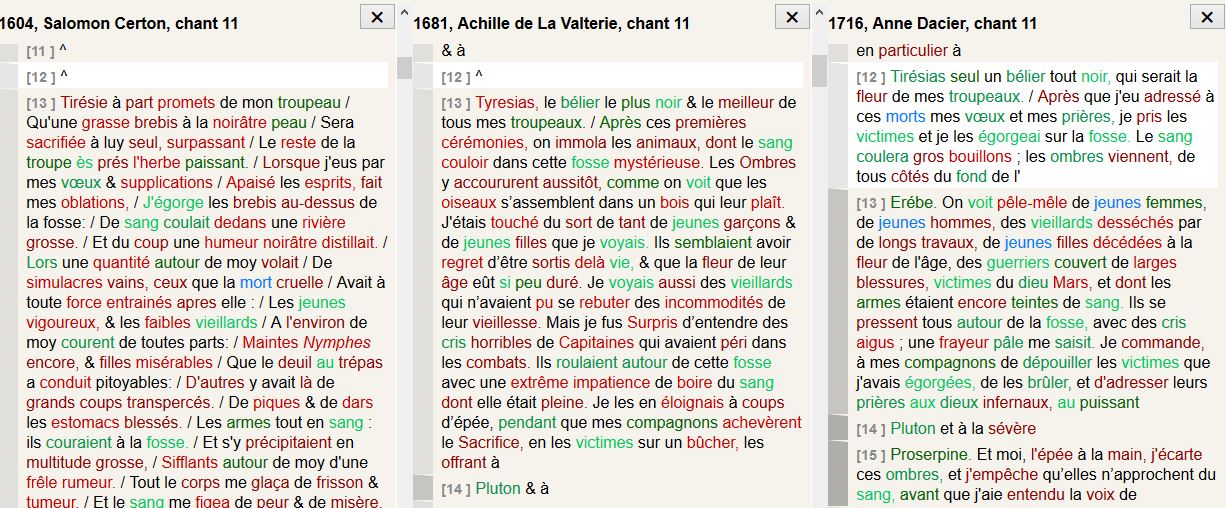 1604, Salomon Certon, chant 11
[11 ] ^
[12 ] ^
[13 ] Tirésie à part promets de mon troupeau /
Qu'une grasse brebis à la noirâtre peau / Sera
sacrifiée à luy seul, surpassant / Le reste de la
troupe ès prés l'herbe paissant. / Lorsque j'eus par
mes vœux & supplications / Apaisé les esprits, fait
mes oblations, / J'égorge les brebis au-dessus de
la fosse: / De sang coulait dedans une rivière
grosse. / Et du coup une humeur noirâtre distillait. /
Lors une quantité autour de moy volait / De
simulacres vains, ceux que la mort cruelle / Avait à
toute force entrainés apres elle : / Les jeunes
vigoureux, & les faibles vieillards / A l'environ de
moy courent de toutes parts: / Maintes Nymphes
encore, & filles misérables / Que le deuil au trépas
a conduit pitoyables: / D'autres y avait là de
grands coups transpercés. / De piques & de dars
les estomacs blessés. / Les armes tout en sang :
ils couraient à la fosse. / Et s'y précipitaient en
multitude grosse, / Sifflants autour de moy d'une
frêle rumeur. / Tout le corps me glaça de frisson &
tumeur. / Et le sang me figea de peur & de misère.
1681, Achille de La Valterie, chant 11
& à
[12 ] ^
[13 ] Tyresias, le bélier le plus noir & le meilleur de
tous mes troupeaux. / Après ces premières
cérémonies, on immola les animaux, dont le sang
couloir dans cette fosse mystérieuse. Les Ombres
y accoururent aussitôt, comme on voit que les
oiseaux s’assemblent dans un bois qui leur plaît.
J'étais touché du sort de tant de jeunes garçons &
de jeunes filles que je voyais. Ils semblaient avoir
regret d’être sortis delà vie, & que la fleur de leur
âge eût si peu duré. Je voyais aussi des vieillards
qui n’avaient pu se rebuter des incommodités de
leur vieillesse. Mais je fus Surpris d’entendre des
cris horribles de Capitaines qui avaient péri dans
les combats. Ils roulaient autour de cette fosse
avec une extrême impatience de boire du sang
dont elle était pleine. Je les en éloignais à coups
d’épée, pendant que mes compagnons achevèrent
le Sacrifice, en les victimes sur un bûcher, les
offrant à
[14 ] Pluton & à
1716, Anne Dacier, chant 11
en particulier à
[12 ] Tirésias seul un bélier tout noir, qui serait la
fleur de mes troupeaux. / Après que j'eu adressé à
ces morts mes vœux et mes prières, je pris les
victimes et je les égorgeai sur la fosse. Le sang
coulera gros bouillons ; les ombres viennent, de
tous côtés du fond de l'
[13 ] Erébe. On voit pêle-mêle de jeunes femmes,
de jeunes hommes, des vieillards desséchés par
de longs travaux, de jeunes filles décédées à la
fleur de l'âge, des guerriers couvert de larges
blessures, victimes du dieu Mars, et dont les
armes étaient encore teintes de sang. Ils se
pressent tous autour de la fosse, avec des cris
aigus ; une frayeur pâle me saisit. Je commande,
à mes compagnons de dépouiller les victimes que
j'avais égorgées, de les brûler, et d'adresser leurs
prières aux dieux infernaux, au puissant
[14 ] Pluton et à la sévère
[15 ] Proserpine. Et moi, l'épée à la main, j'écarte
ces ombres, et j'empêche qu'elles n’approchent du
sang, avant que j'aie entendu la voix de